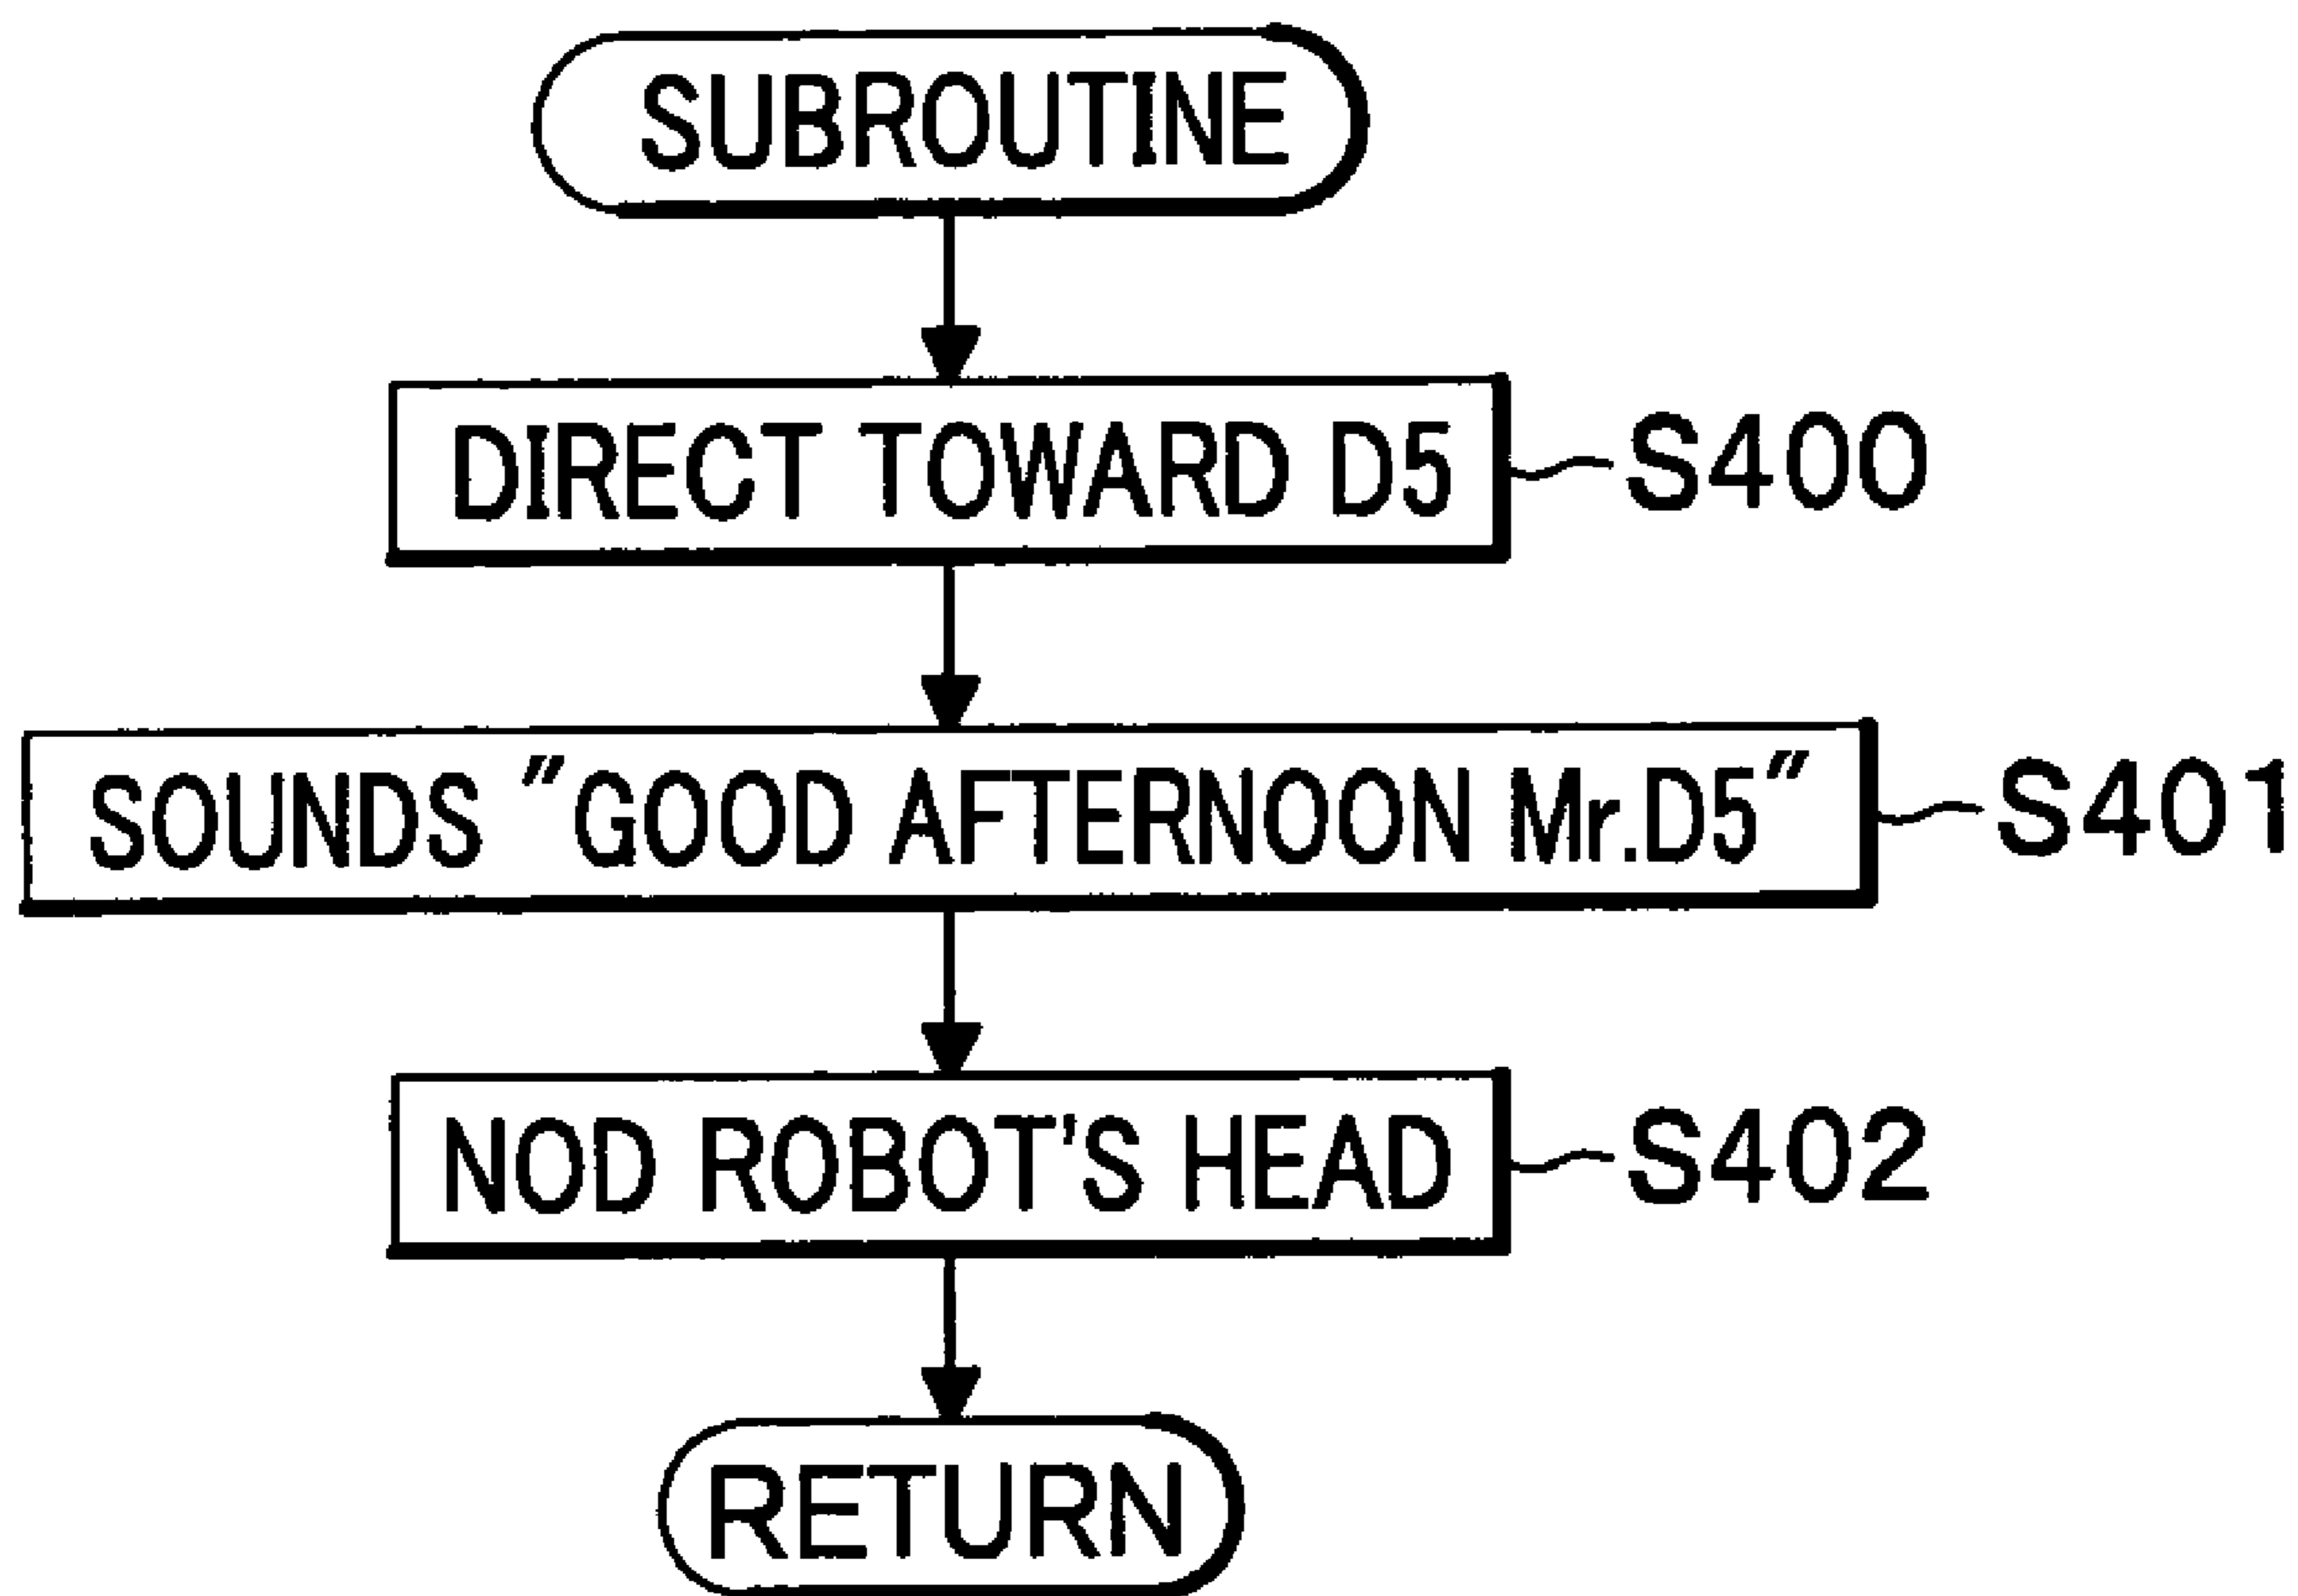 SUBROUTINE
DIRECT TOWARD D5 S400
SOUNDS "GOOD AFTERNOON Mr.D5" S401
NOD ROBOT'S HEAD S402
RETURN